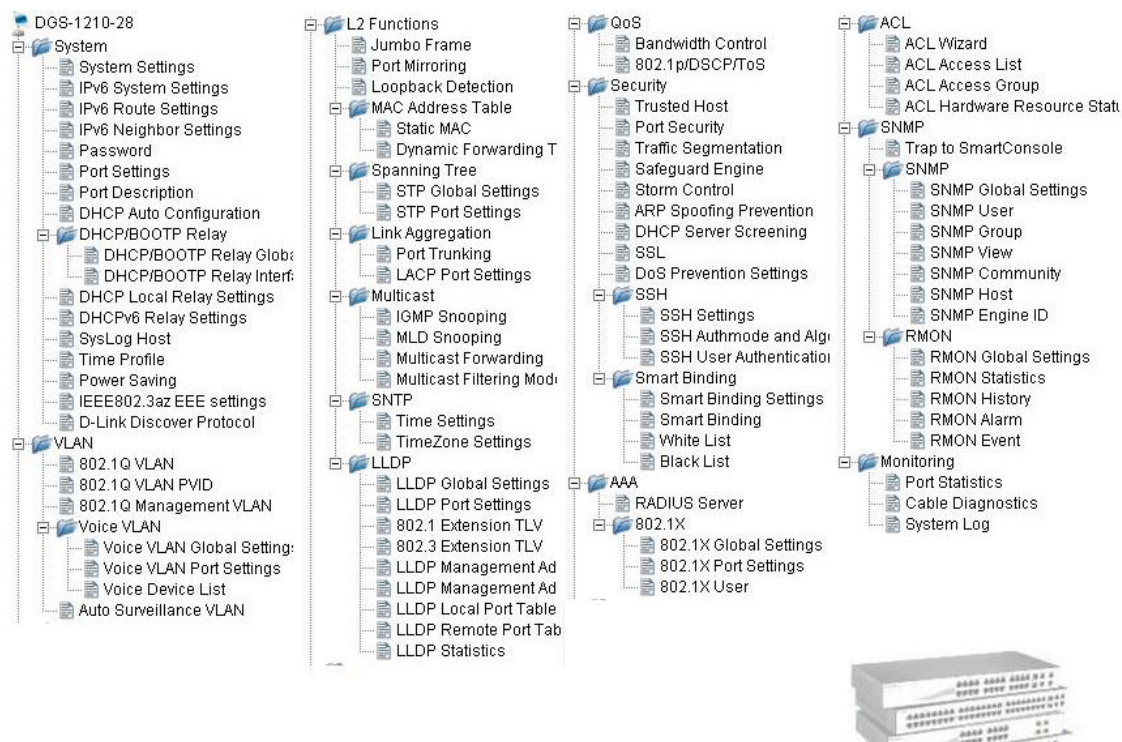 DGS-1210-28
System
System Settings
IPv6 System Settings
IPv6 Route Settings
IPv6 Neighbor Settings
Password
Port Settings
Port Description
DHCP Auto Configuration
DHCP/BOOTP Relay
DHCP/BOOTP Relay Globa
DHCP/BOOTP Relay Interfa
DHCP Local Relay Settings
DHCPv6 Relay Settings
SysLog Host
Time Profile
Power Saving
IEEE802.3az EEE settings
D-Link Discover Protocol
VLAN
802.1Q VLAN
802.1Q VLAN PVID
802.1Q Management VLAN
Voice VLAN
Voice VLAN Global Setting
Voice VLAN Port Settings
Voice Device List
Auto Surveillance VLAN
L2 Functions
Jumbo Frame
Port Mirroring
Loopback Detection
MAC Address Table
Static MAC
Dynamic Forwarding T
Spanning Tree
STP Global Settings
STP Port Settings
Link Aggregation
Port Trunking
LACP Port Settings
Multicast
IGMP Snooping
MLD Snooping
Multicast Forwarding
Multicast Filtering Mod
SNTP
Time Settings
TimeZone Settings
LLDP
LLDP Global Settings
LLDP Port Settings
802.1 Extension TLV
802.3 Extension TLV
LLDP Management Ad
LLDP Management Ad
LLDP Local Port Table
LLDP Remote Port Tab
LLDP Statistics
QoS
Bandwidth Control
802.1p/DSCP/ToS
Security
Trusted Host
Port Security
Traffic Segmentation
Safeguard Engine
Storm Control
ARP Spoofing Prevention
DHCP Server Screening
SSL
DoS Prevention Settings
SSH
SSH Settings
SSH Authmode and Alg
SSH User Authentication
Smart Binding
Smart Binding Settings
Smart Binding
White List
Black List
AAA
RADIUS Server
802.1X
802.1X Global Settings
802.1X Port Settings
802.1X User
ACL
ACL Wizard
ACL Access List
ACL Access Group
ACL Hardware Resource Statu
SNMP
Trap to SmartConsole
SNMP
SNMP Global Settings
SNMP User
SNMP Group
SNMP View
SNMP Community
SNMP Host
SNMP Engine ID
RMON
RMON Global Settings
RMON Statistics
RMON History
RMON Alarm
RMON Event
Monitoring
Port Statistics
Cable Diagnostics
System Log